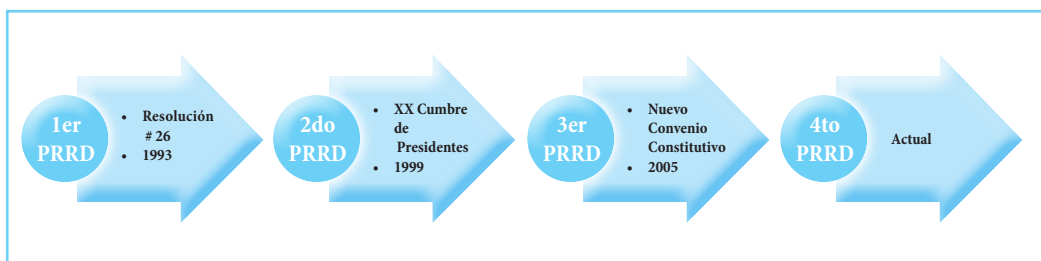 1er
PRRD
• Resolución
# 26
• 1993
2do
PRRD
• XX Cumbre
de
Presidentes
• 1999
3er
PRRD
• Nuevo
Convenio
Constitutivo
• 2005
4to
PRRD
Actual